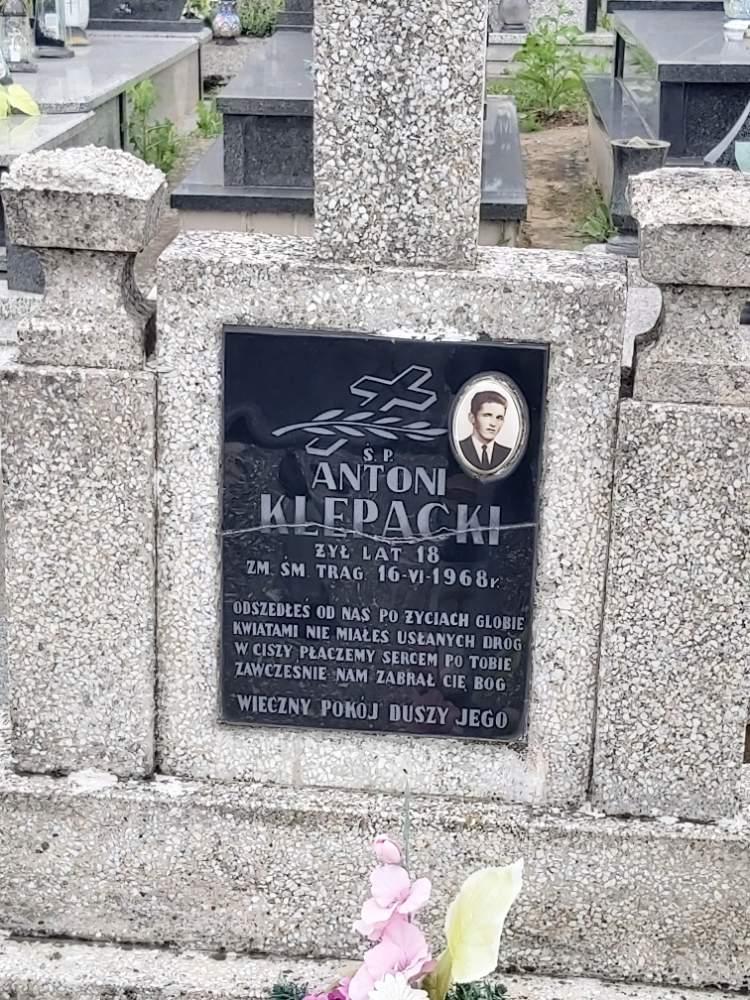 Ś. P.
ANTONI
KLEPACKI
ŻYŁ LAT 18
ZM. ŚM. TRAG. 16-VI-1968r.
ODSZEDŁEŚ OD NAS PO ŻYCIACH GLOBIE
KWIATAMI NIE MIAŁEŚ USŁANYCH DRÓG
W CISZY PŁACZEMY SERCEM PO TOBIE
ZAWCZEŚNIE NAM ZABRAŁ CIĘ BÓG
WIECZNY POKÓJ DUSZY JEGO